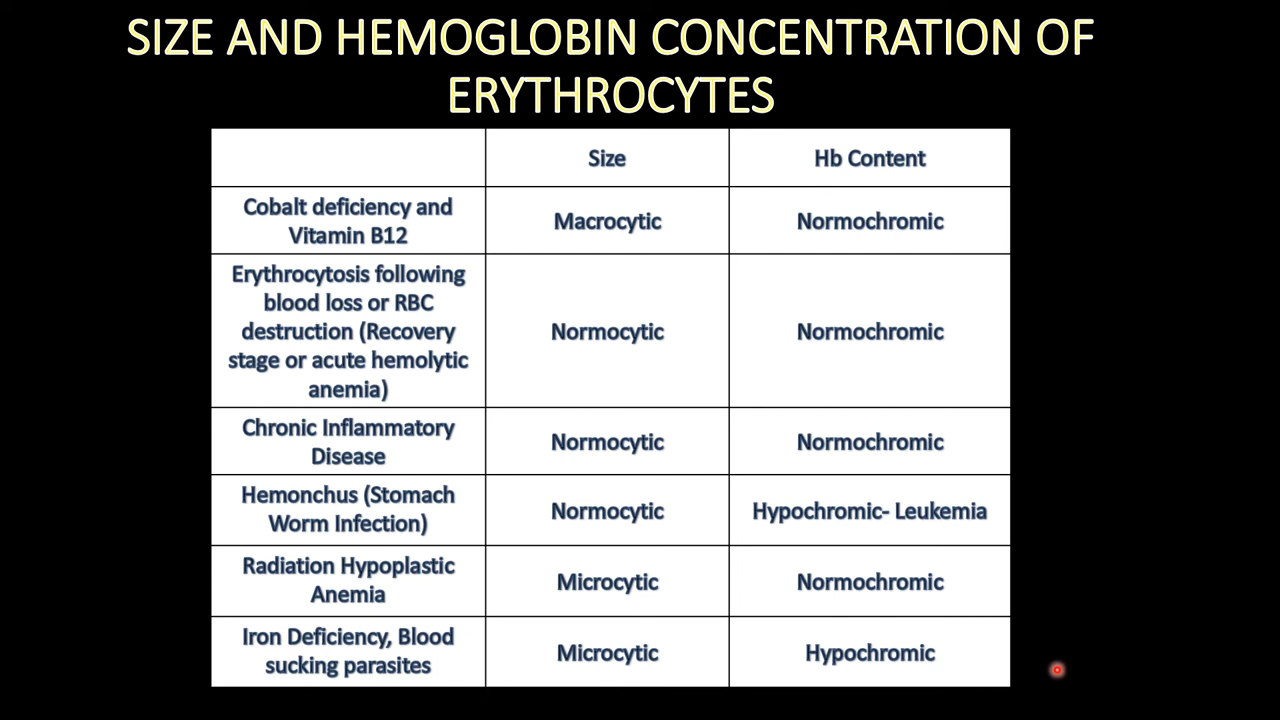 SIZE AND HEMOGLOBIN CONCENTRATION OF
ERYTHROCYTES
Size
Hb Content
Cobalt deficiency and
Vitamin B12
Macrocytic
Normochromic
Erythrocytosis following
blood loss or RBC
destruction (Recovery
stage or acute hemolytic
anemia)
Normocytic
Normochromic
Chronic Inflammatory
Disease
Normocytic
Normochromic
Hemonchus (Stomach
Worm Infection)
Normocytic
Hypochromic- Leukemia
Radiation Hypoplastic
Anemia
Microcytic
Normochromic
Iron Deficiency, Blood
sucking parasites
Microcytic
Hypochromic